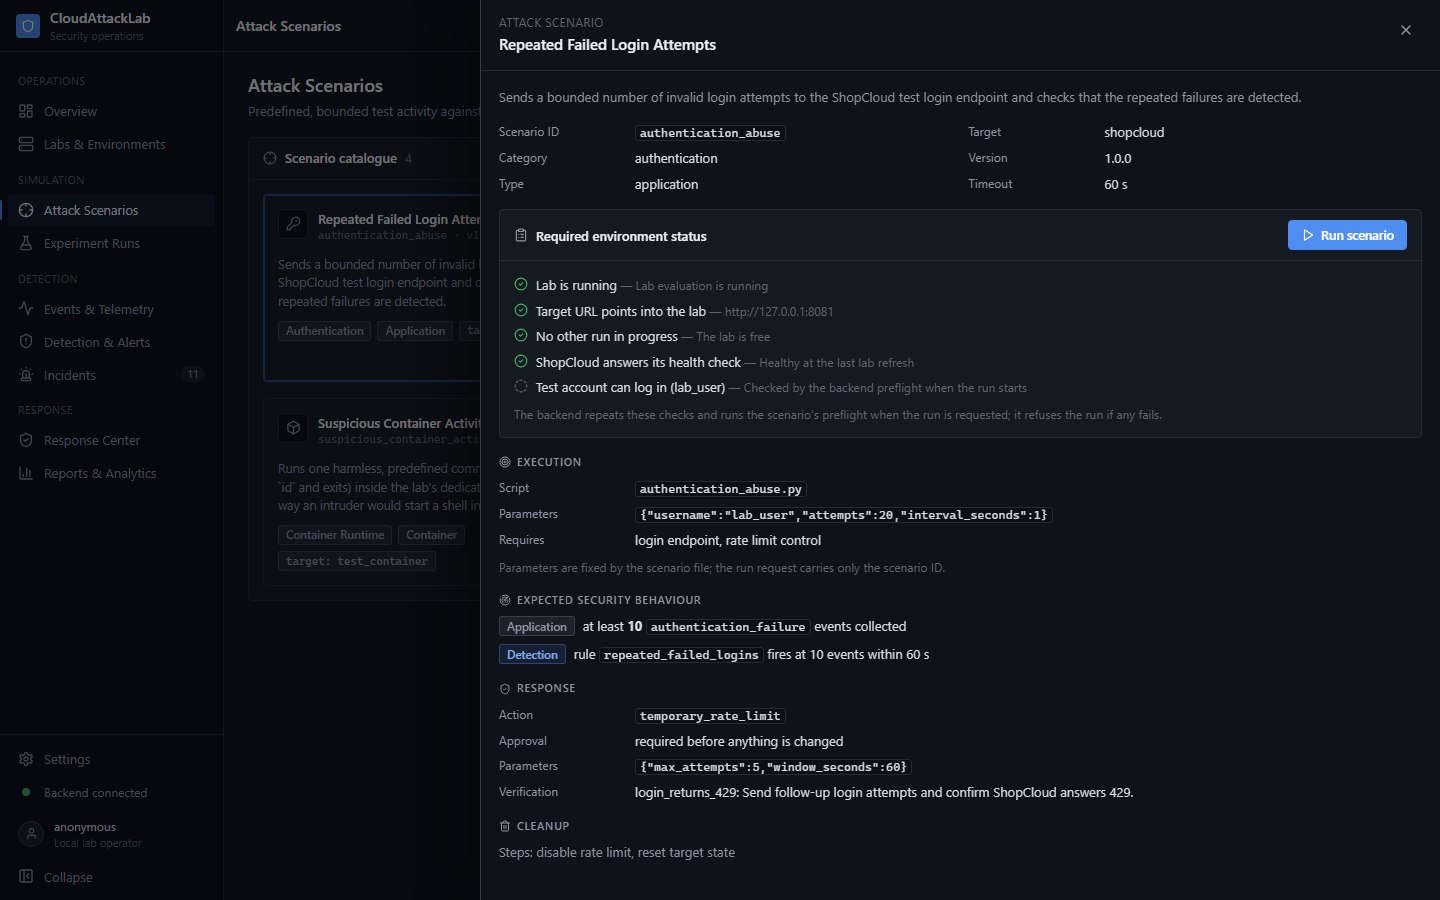 CloudAttackLab
Security operations
OPERATIONS
Overview
Labs & Environments
SIMULATION
Attack Scenarios
Experiment Runs
DETECTION
Events & Telemetry
Detection & Alerts
Incidents 11
RESPONSE
Response Center
Reports & Analytics
Settings
Backend connected
anonymous
Local lab operator
Collapse
Attack Scenarios
Attack Scenarios
Predefined, bounded test activity against
Scenario catalogue 4
Repeated Failed Login
authentication_abuse
Sends a bounded number of invalid
ShopCloud test login endpoint and
repeated failures are detected.
Authentication Application
Suspicious Container
Runs one harmless, predefined
`id` and exits) inside the lab's
way an intruder would start a shell
Container Runtime Container
target: test_container
ATTACK SCENARIO
Repeated Failed Login Attempts
Sends a bounded number of invalid login attempts to the ShopCloud test login endpoint and checks that the repeated failures are detected.
Scenario ID authentication_abuse Target shopcloud
Category authentication Version 1.0.0
Type application Timeout 60 s
Required environment status Run scenario
Lab is running — Lab evaluation is running
Target URL points into the lab — http://127.0.0.1:8081
No other run in progress — The lab is free
ShopCloud answers its health check — Healthy at the last lab refresh
Test account can log in (lab_user) — Checked by the backend preflight when the run starts
The backend repeats these checks and runs the scenario's preflight when the run is requested; it refuses the run if any fails.
EXECUTION
Script authentication_abuse.py
Parameters {"username":"lab_user","attempts":20,"interval_seconds":1}
Requires login endpoint, rate limit control
Parameters are fixed by the scenario file; the run request carries only the scenario ID.
EXPECTED SECURITY BEHAVIOUR
Application at least 10 authentication_failure events collected
Detection rule repeated_failed_logins fires at 10 events within 60 s
RESPONSE
Action temporary_rate_limit
Approval required before anything is changed
Parameters {"max_attempts":5,"window_seconds":60}
Verification login_returns_429: Send follow-up login attempts and confirm ShopCloud answers 429.
CLEANUP
Steps: disable rate limit, reset target state